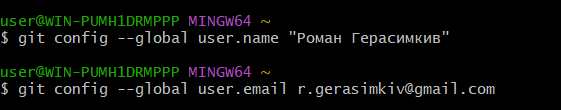 user@WIN-PUMH1DRMPPP MINGW64 ~
$ git config --global user.name "Роман Герасимкив"
user@WIN-PUMH1DRMPPP MINGW64 ~
$ git config --global user.email r.gerasimkiv@gmail.com